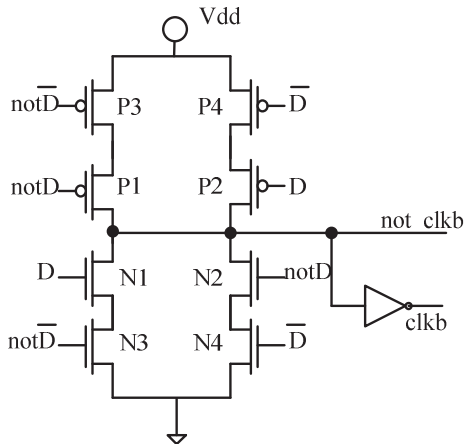 Vdd
notD̅ P3 P4 D̅
notD P1 P2 D
not clkb
D N1 N2 notD
clkb
notD̅ N3 N4 D̅